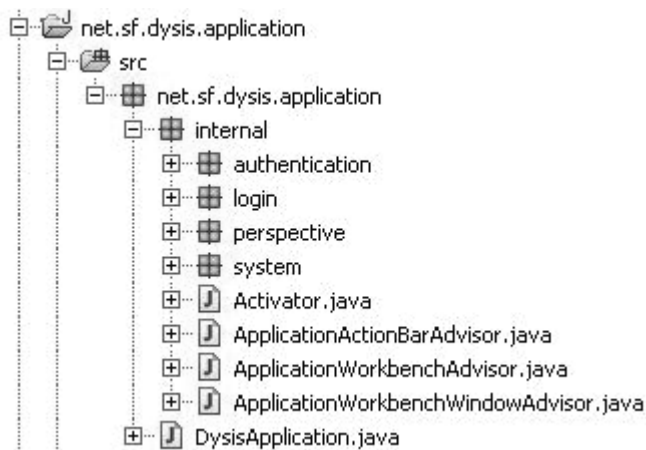 net.sf.dysis.application
src
net.sf.dysis.application
internal
authentication
login
perspective
system
Activator.java
ApplicationActionBarAdvisor.java
ApplicationWorkbenchAdvisor.java
ApplicationWorkbenchWindowAdvisor.java
DysisApplication.java